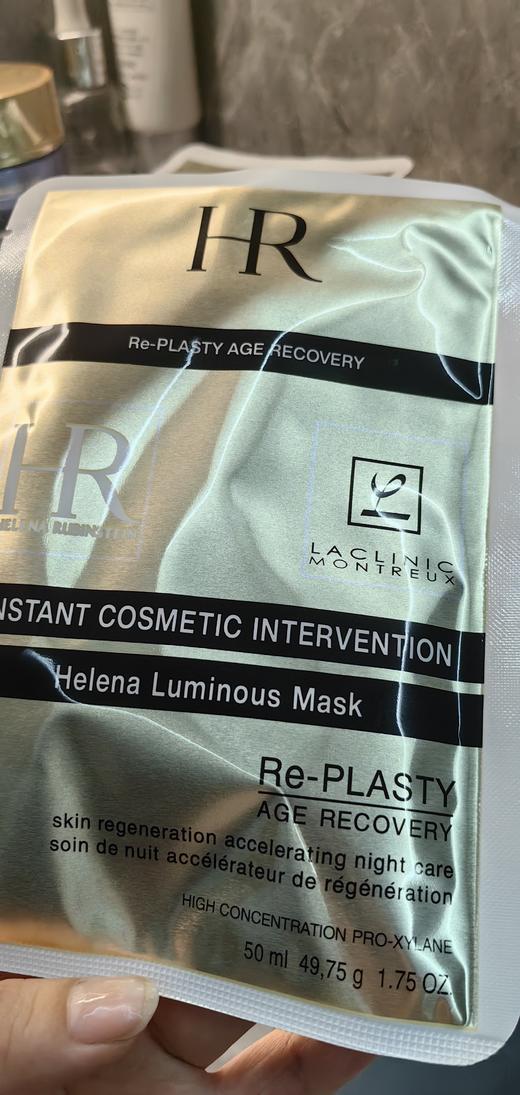 HR
Re-PLASTY AGE RECOVERY
HR
HELENA RUBINSTEIN
LACLINIC
MONTREUX
INSTANT COSMETIC INTERVENTION
Helena Luminous Mask
Re-PLASTY
AGE RECOVERY
skin regeneration accelerating night care
soin de nuit accélérateur de régénération
HIGH CONCENTRATION PRO-XYLANE
50 ml 49,75 g 1.75 OZ.